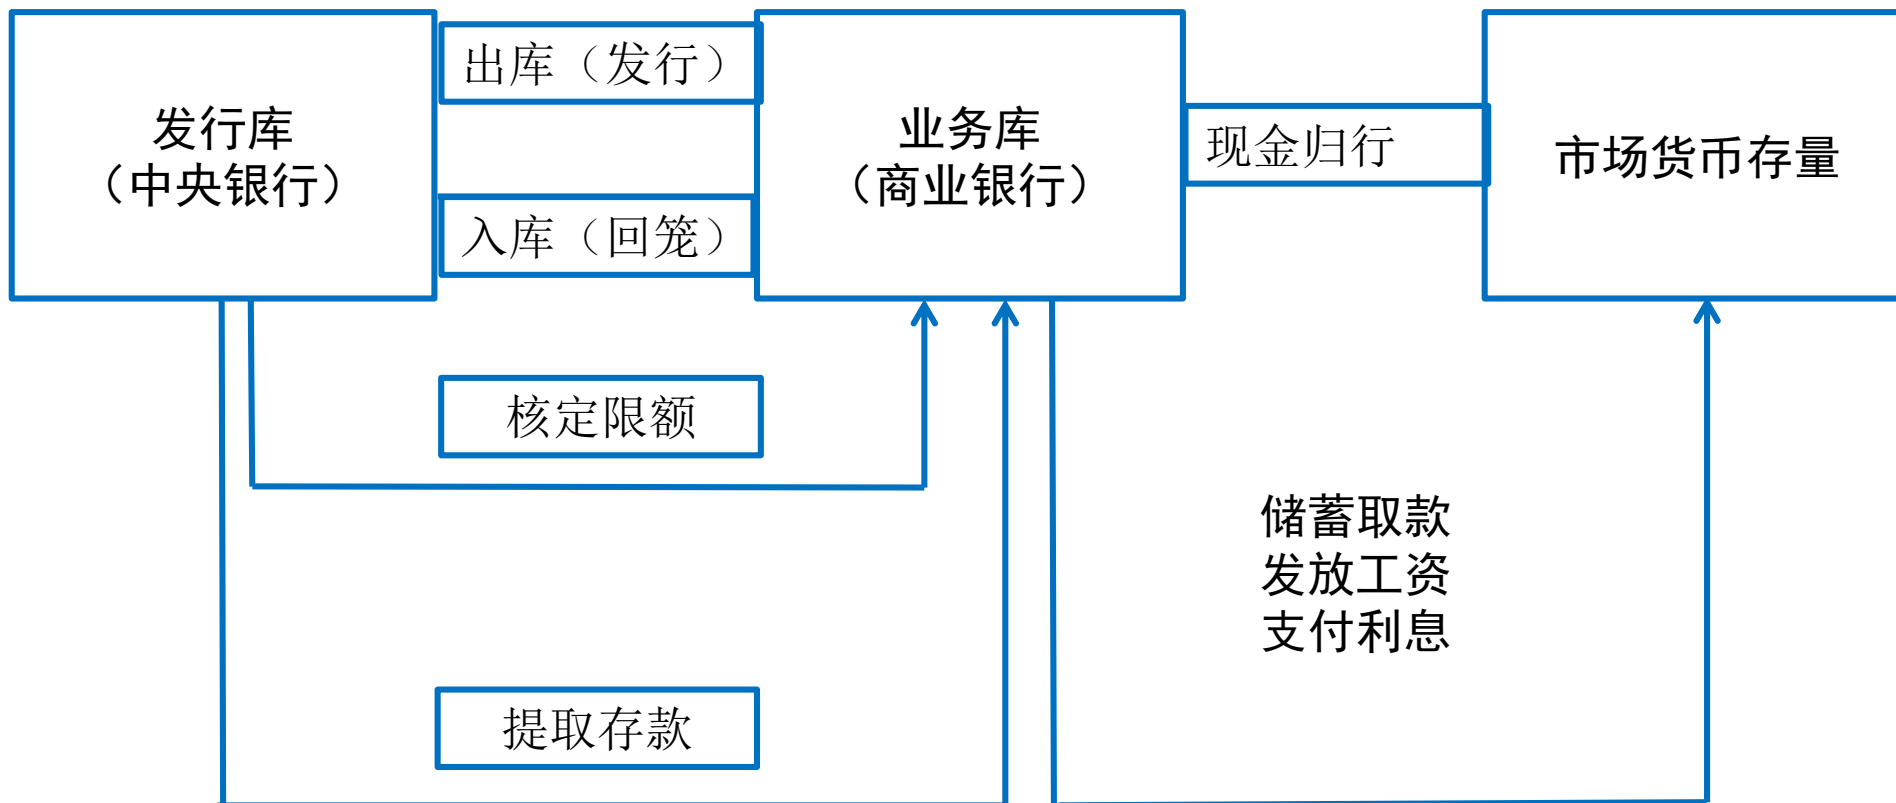 发行库
（中央银行）
出库（发行）
入库（回笼）
业务库
（商业银行）
现金归行
市场货币存量
核定限额
储蓄取款
发放工资
支付利息
提取存款